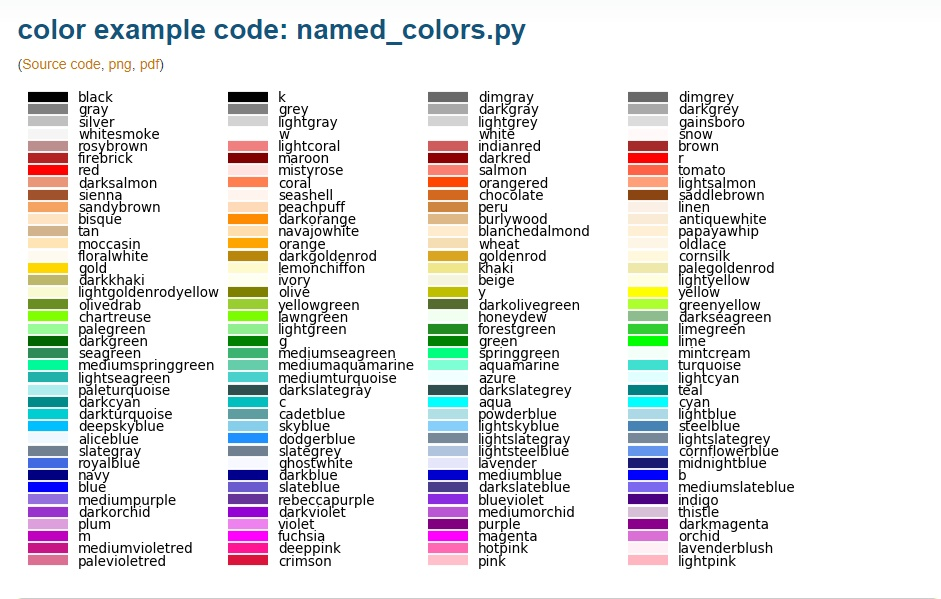 color example code: named_colors.py
(Source code, png, pdf)
black k dimgray dimgrey
gray grey darkgray darkgrey
silver lightgray lightgrey gainsboro
whitesmoke w white snow
rosybrown lightcoral indianred brown
firebrick maroon darkred r
red mistyrose salmon tomato
darksalmon coral orangered lightsalmon
sienna seashell chocolate saddlebrown
sandybrown peachpuff peru linen
bisque darkorange burlywood antiquewhite
tan navajowhite blanchedalmond papayawhip
moccasin orange wheat oldlace
floralwhite darkgoldenrod goldenrod cornsilk
gold lemonchiffon khaki palegoldenrod
darkkhaki ivory beige lightyellow
lightgoldenrodyellow olive y yellow
olivedrab yellowgreen darkolivegreen greenyellow
chartreuse lawngreen honeydew darkseagreen
palegreen lightgreen forestgreen limegreen
darkgreen g green lime
seagreen mediumseagreen springgreen mintcream
mediumspringgreen mediumaquamarine aquamarine turquoise
lightseagreen mediumturquoise azure lightcyan
paleturquoise darkslategray darkslategrey teal
darkcyan c aqua cyan
darkturquoise cadetblue powderblue lightblue
deepskyblue skyblue lightskyblue steelblue
aliceblue dodgerblue lightslategray lightslategrey
slategray slategrey lightsteelblue cornflowerblue
royalblue ghostwhite lavender midnightblue
navy darkblue mediumblue b
blue slateblue darkslateblue mediumslateblue
mediumpurple rebeccapurple blueviolet indigo
darkorchid darkviolet mediumorchid thistle
plum violet purple darkmagenta
m fuchsia magenta orchid
mediumvioletred deeppink hotpink lavenderblush
palevioletred crimson pink lightpink